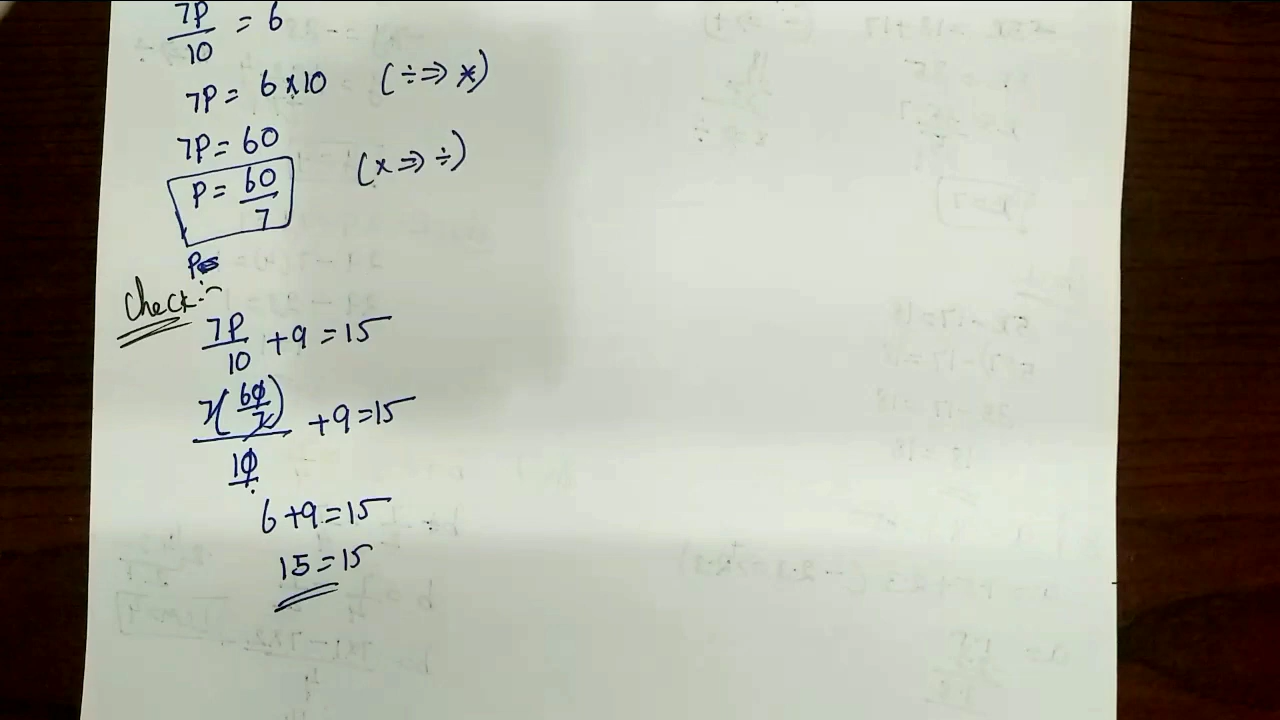 7P/10 = 6
7P = 6×10 (÷⇒*)
7P = 60
P = 60/7 (×⇒÷)
P=
Check:-
7P/10 + 9 = 15
7(60/7)/10 + 9 = 15
6+9=15
15=15